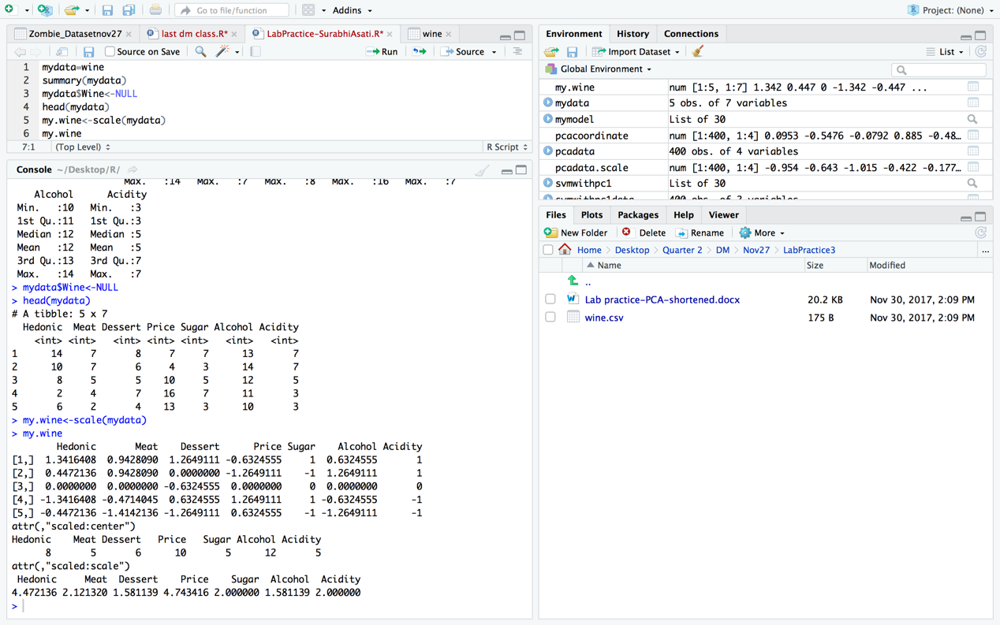 Go to file/function
Addins
Project: (None)
Zombie_Datasetnov27
last dm class.R*
LabPractice-SurabhiAsati.R*
wine
Source on Save
Run
Source
1 mydata=wine
2 summary(mydata)
3 mydata$Wine<-NULL
4 head(mydata)
5 my.wine<-scale(mydata)
6 my.wine
7:1 (Top Level) R Script
Console ~/Desktop/R/
Max. :14 Max. :7 Max. :8 Max. :16 Max. :7
Alcohol Acidity
Min. :10 Min. :3
1st Qu.:11 1st Qu.:3
Median :12 Median :5
Mean :12 Mean :5
3rd Qu.:13 3rd Qu.:7
Max. :14 Max. :7
> mydata$Wine<-NULL
> head(mydata)
# A tibble: 5 x 7
Hedonic Meat Dessert Price Sugar Alcohol Acidity
<int> <int> <int> <int> <int> <int> <int>
1 14 7 8 7 7 13 7
2 10 7 6 4 3 14 7
3 8 5 5 10 5 12 5
4 2 4 7 16 7 11 3
5 6 2 4 13 3 10 3
> my.wine<-scale(mydata)
> my.wine
Hedonic Meat Dessert Price Sugar Alcohol Acidity
[1,] 1.3416408 0.9428090 1.2649111 -0.6324555 1 0.6324555 1
[2,] 0.4472136 0.9428090 0.0000000 -1.2649111 -1 1.2649111 1
[3,] 0.0000000 0.0000000 -0.6324555 0.0000000 0 0.0000000 0
[4,] -1.3416408 -0.4714045 0.6324555 1.2649111 1 -0.6324555 -1
[5,] -0.4472136 -1.4142136 -1.2649111 0.6324555 -1 -1.2649111 -1
attr(,"scaled:center")
Hedonic Meat Dessert Price Sugar Alcohol Acidity
8 5 6 10 5 12 5
attr(,"scaled:scale")
Hedonic Meat Dessert Price Sugar Alcohol Acidity
4.472136 2.121320 1.581139 4.743416 2.000000 1.581139 2.000000
>
Environment History Connections
Import Dataset
List
Global Environment
my.wine num [1:5, 1:7] 1.342 0.447 0 -1.342 -0.447 ...
mydata 5 obs. of 7 variables
mymodel List of 30
pcacoordinate num [1:400, 1:4] 0.0953 -0.5476 -0.0792 0.885 -0.48…
pcadata 400 obs. of 4 variables
pcadata.scale num [1:400, 1:4] -0.954 -0.643 -1.015 -0.422 -0.177…
svmwithpc1 List of 30
svmwithpc1data 400 obs. of 2 variables
Files Plots Packages Help Viewer
New Folder Delete Rename More
Home Desktop Quarter 2 DM Nov27 LabPractice3 ...
Name Size Modified
..
Lab practice-PCA-shortened.docx 20.2 KB Nov 30, 2017, 2:09 PM
wine.csv 175 B Nov 30, 2017, 2:09 PM